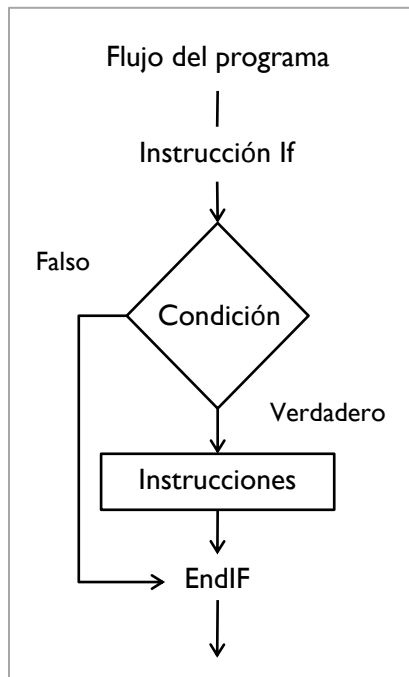 Flujo del programa
Instrucción If
Falso
Condición
Verdadero
Instrucciones
EndIF